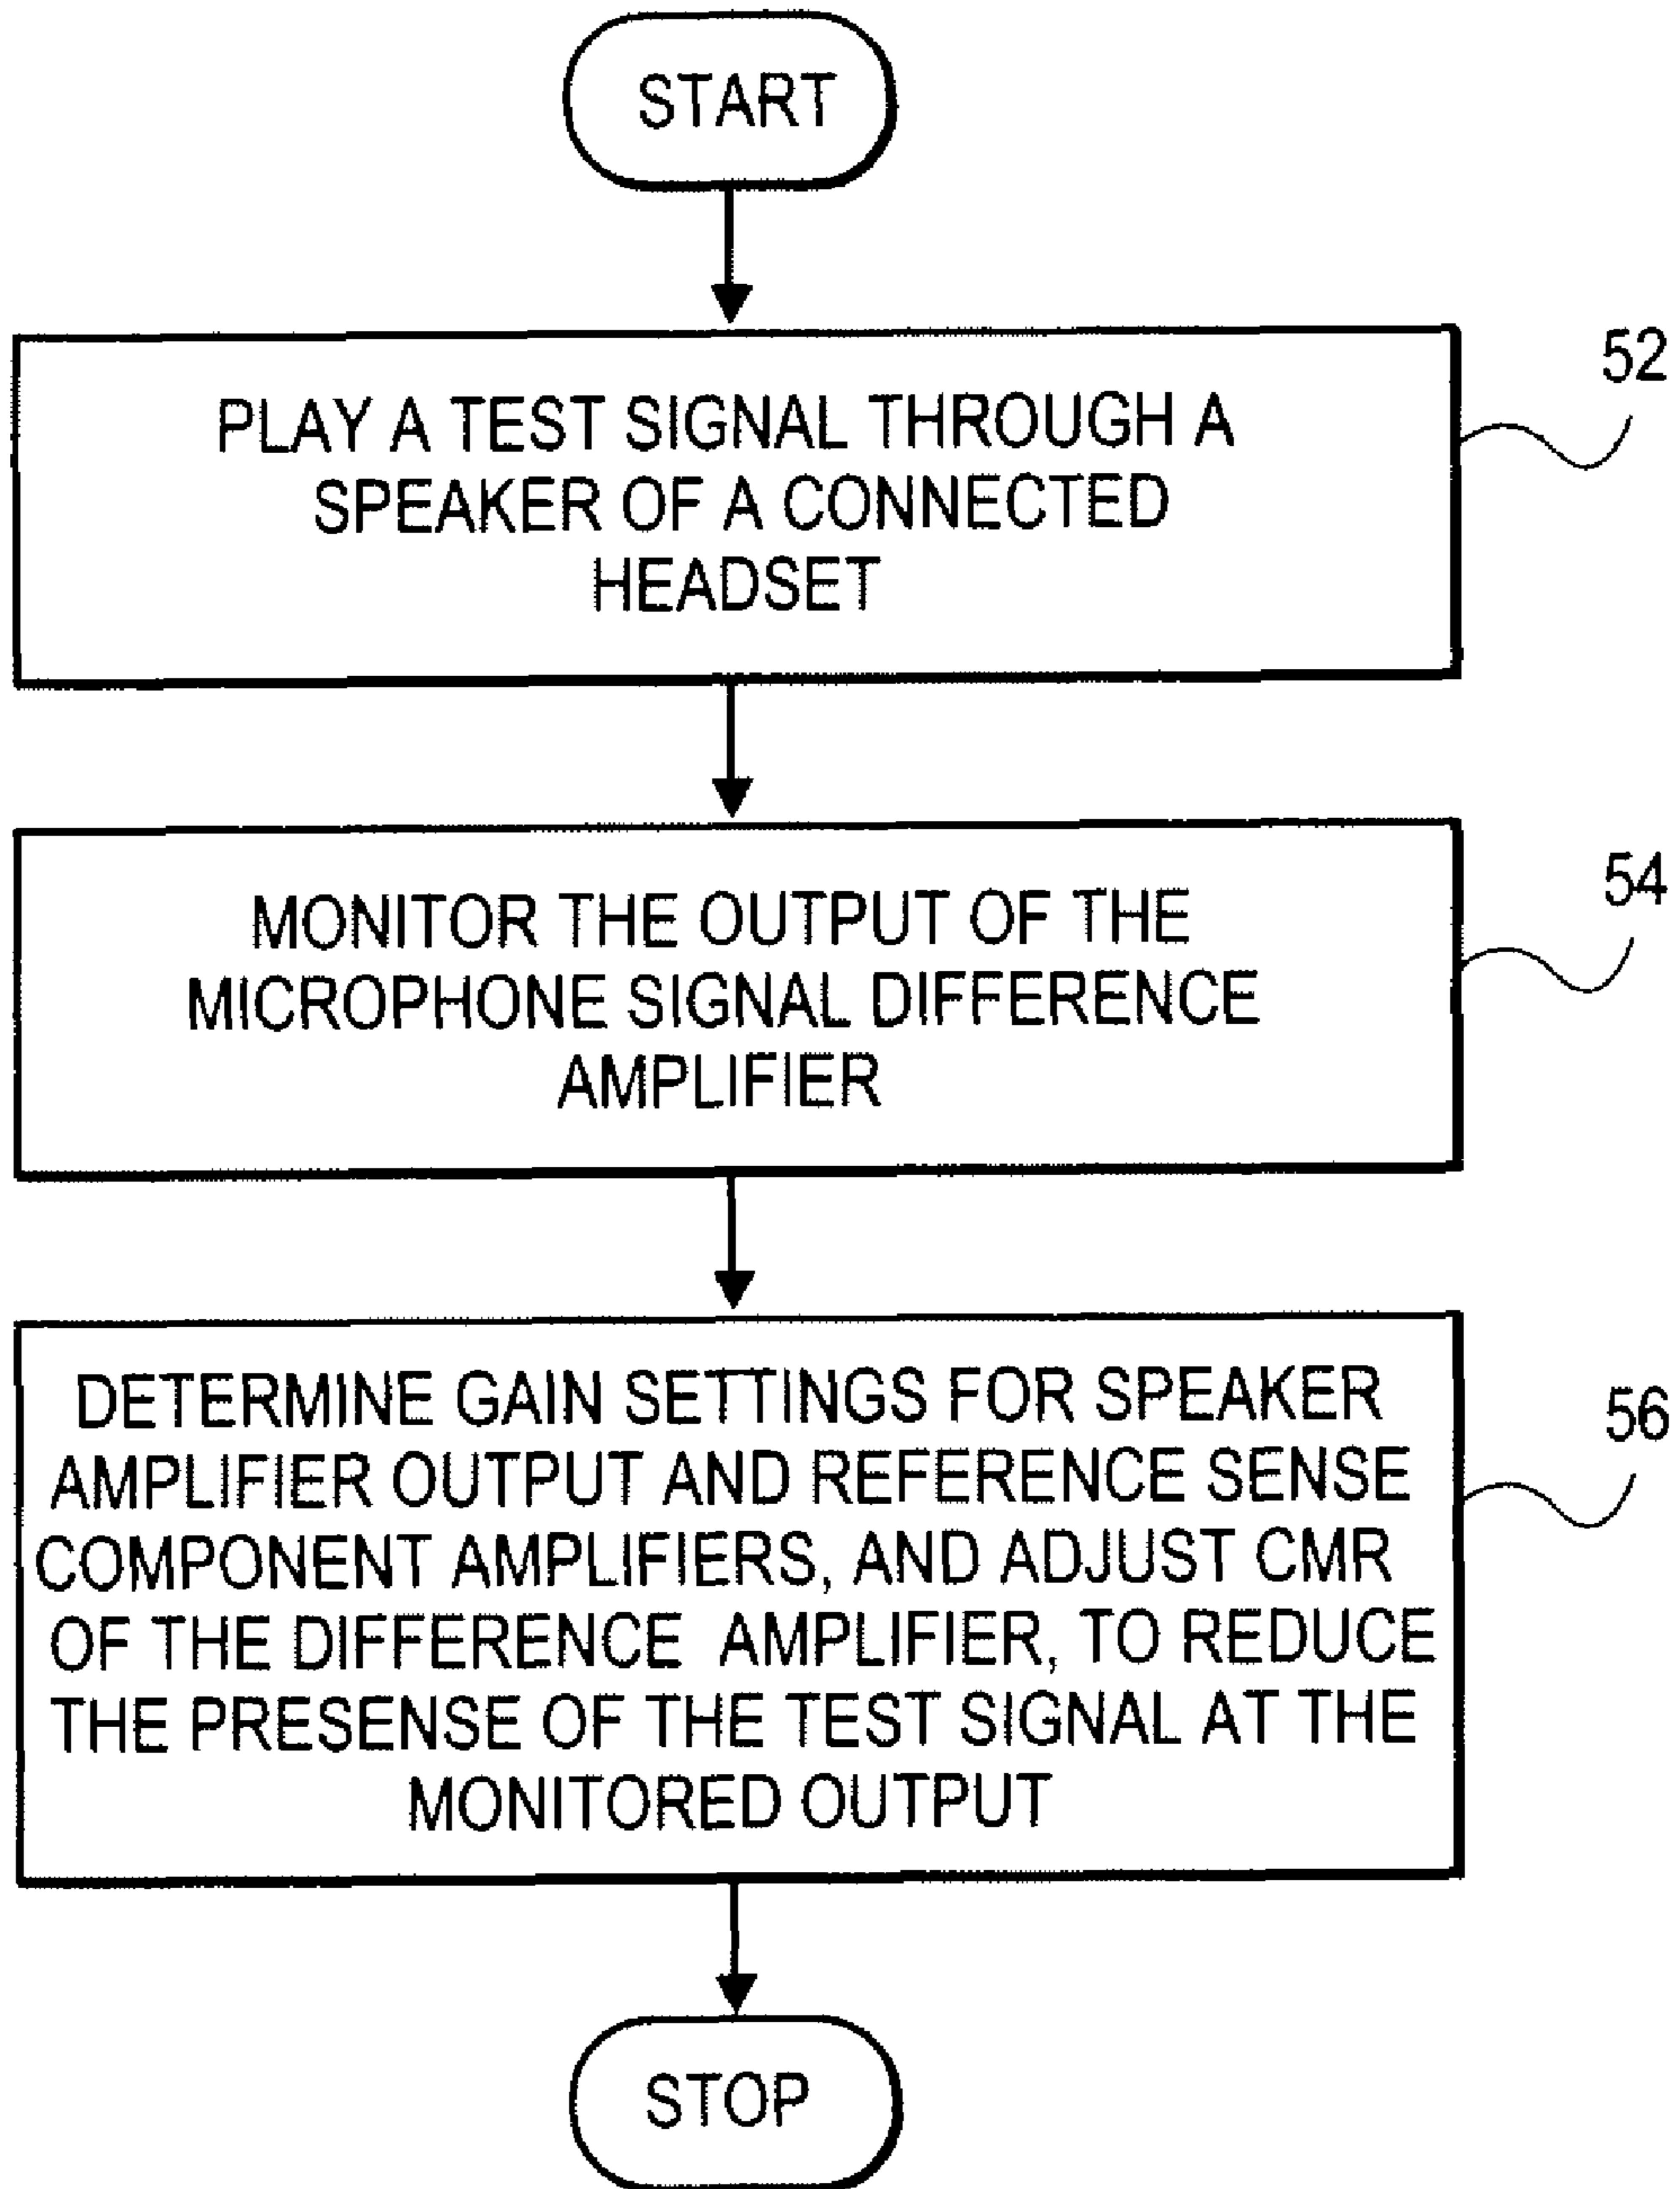 START
PLAY A TEST SIGNAL THROUGH A
SPEAKER OF A CONNECTED
HEADSET
52
MONITOR THE OUTPUT OF THE
MICROPHONE SIGNAL DIFFERENCE
AMPLIFIER
54
DETERMINE GAIN SETTINGS FOR SPEAKER
AMPLIFIER OUTPUT AND REFERENCE SENSE
COMPONENT AMPLIFIERS, AND ADJUST CMR
OF THE DIFFERENCE AMPLIFIER, TO REDUCE
THE PRESENSE OF THE TEST SIGNAL AT THE
MONITORED OUTPUT
56
STOP